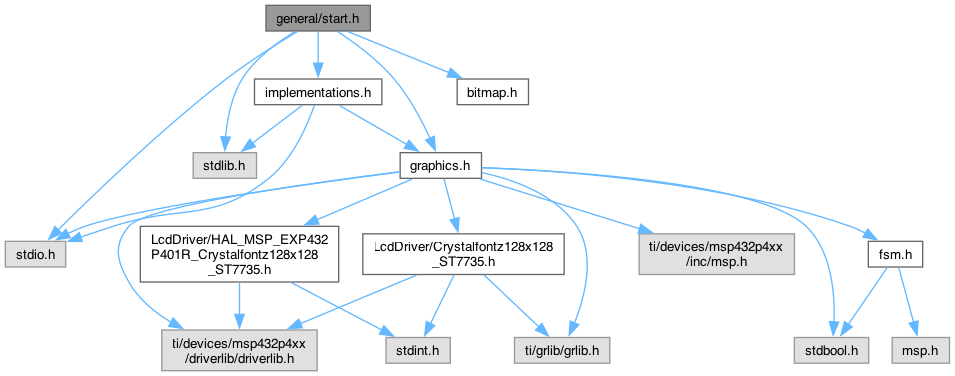 general/start.h
implementations.h
bitmap.h
stdlib.h
graphics.h
stdio.h
LcdDriver/HAL_MSP_EXP432
P401R_Crystalfontz128x128
_ST7735.h
LcdDriver/Crystalfontz128x128
_ST7735.h
ti/devices/msp432p4xx
/inc/msp.h
fsm.h
ti/devices/msp432p4xx
/driverlib/driverlib.h
stdint.h
ti/grlib/grlib.h
stdbool.h
msp.h